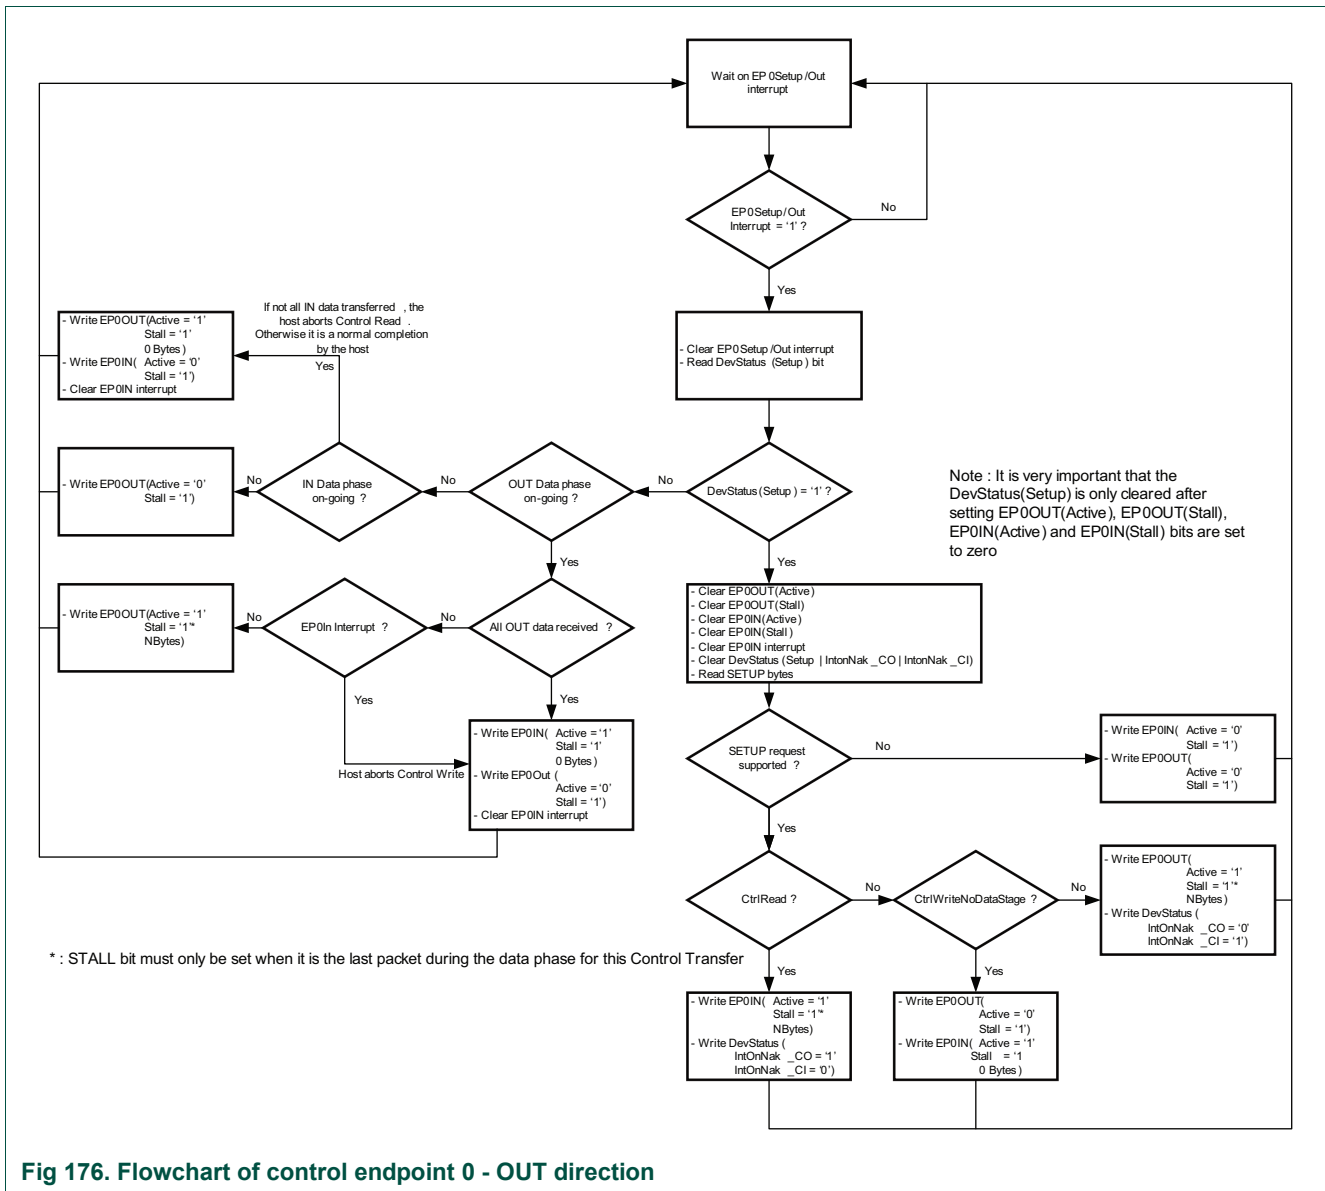 Wait on EP0Setup/Out
interrupt
EP0Setup/Out
Interrupt = ‘1’ ?
No
Yes
- Clear EP0Setup/Out interrupt
- Read DevStatus (Setup) bit
If not all IN data transferred , the
host aborts Control Read .
Otherwise it is a normal completion
by the host
Yes
- Write EP0OUT(Active = ‘1’
Stall = ‘1’
0 Bytes)
- Write EP0IN( Active = ‘0’
Stall = ‘1’)
- Clear EP0IN interrupt
- Write EP0OUT(Active = ‘0’
Stall = ‘1’)
No
IN Data phase
on-going ?
No
OUT Data phase
on-going ?
No
DevStatus(Setup) = ‘1’ ?
Note : It is very important that the
DevStatus(Setup) is only cleared after
setting EP0OUT(Active), EP0OUT(Stall),
EP0IN(Active) and EP0IN(Stall) bits are set
to zero
Yes
Yes
- Write EP0OUT(Active = ‘1’
Stall = ‘1’*
NBytes)
No
EP0In Interrupt ?
No
All OUT data received ?
- Clear EP0OUT(Active)
- Clear EP0OUT(Stall)
- Clear EP0IN(Active)
- Clear EP0IN(Stall)
- Clear EP0IN interrupt
- Clear DevStatus (Setup | IntonNak _CO | IntonNak _CI)
- Read SETUP bytes
Yes
Yes
Host aborts Control Write
- Write EP0IN( Active = ‘1’
Stall = ‘1’
0 Bytes)
- Write EP0Out (
Active = ‘0’
Stall = ‘1’)
- Clear EP0IN interrupt
SETUP request
supported ?
No
- Write EP0IN( Active = ‘0’
Stall = ‘1’)
- Write EP0OUT(
Active = ‘0’
Stall = ‘1’)
Yes
CtrlRead ?
No
CtrlWriteNoDataStage ?
No
- Write EP0OUT(
Active = ‘1’
Stall = ‘1’*
NBytes)
- Write DevStatus (
IntOnNak _CO = ‘0’
IntOnNak _CI = ‘1’)
* : STALL bit must only be set when it is the last packet during the data phase for this Control Transfer
Yes
Yes
- Write EP0IN( Active = ‘1’
Stall = ‘1’*
NBytes)
- Write DevStatus (
IntOnNak _CO = ‘1’
IntOnNak _CI = ‘0’)
- Write EP0OUT(
Active = ‘0’
Stall = ‘1’)
- Write EP0IN( Active = ‘1’
Stall = ‘1
0 Bytes)
Fig 176. Flowchart of control endpoint 0 - OUT direction